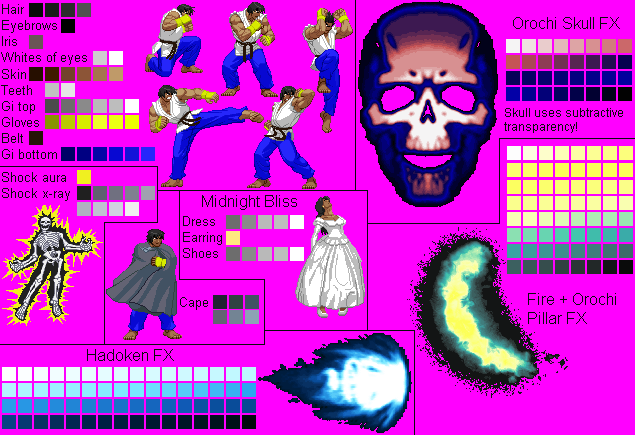 Hair
Eyebrows
Iris
Whites of eyes
Skin
Teeth
Gi top
Gloves
Belt
Gi bottom
Shock aura
Shock x-ray
Midnight Bliss
Dress
Earring
Shoes
Cape
Hadoken FX
Orochi Skull FX
Skull uses subtractive
transparency!
Fire + Orochi
Pillar FX